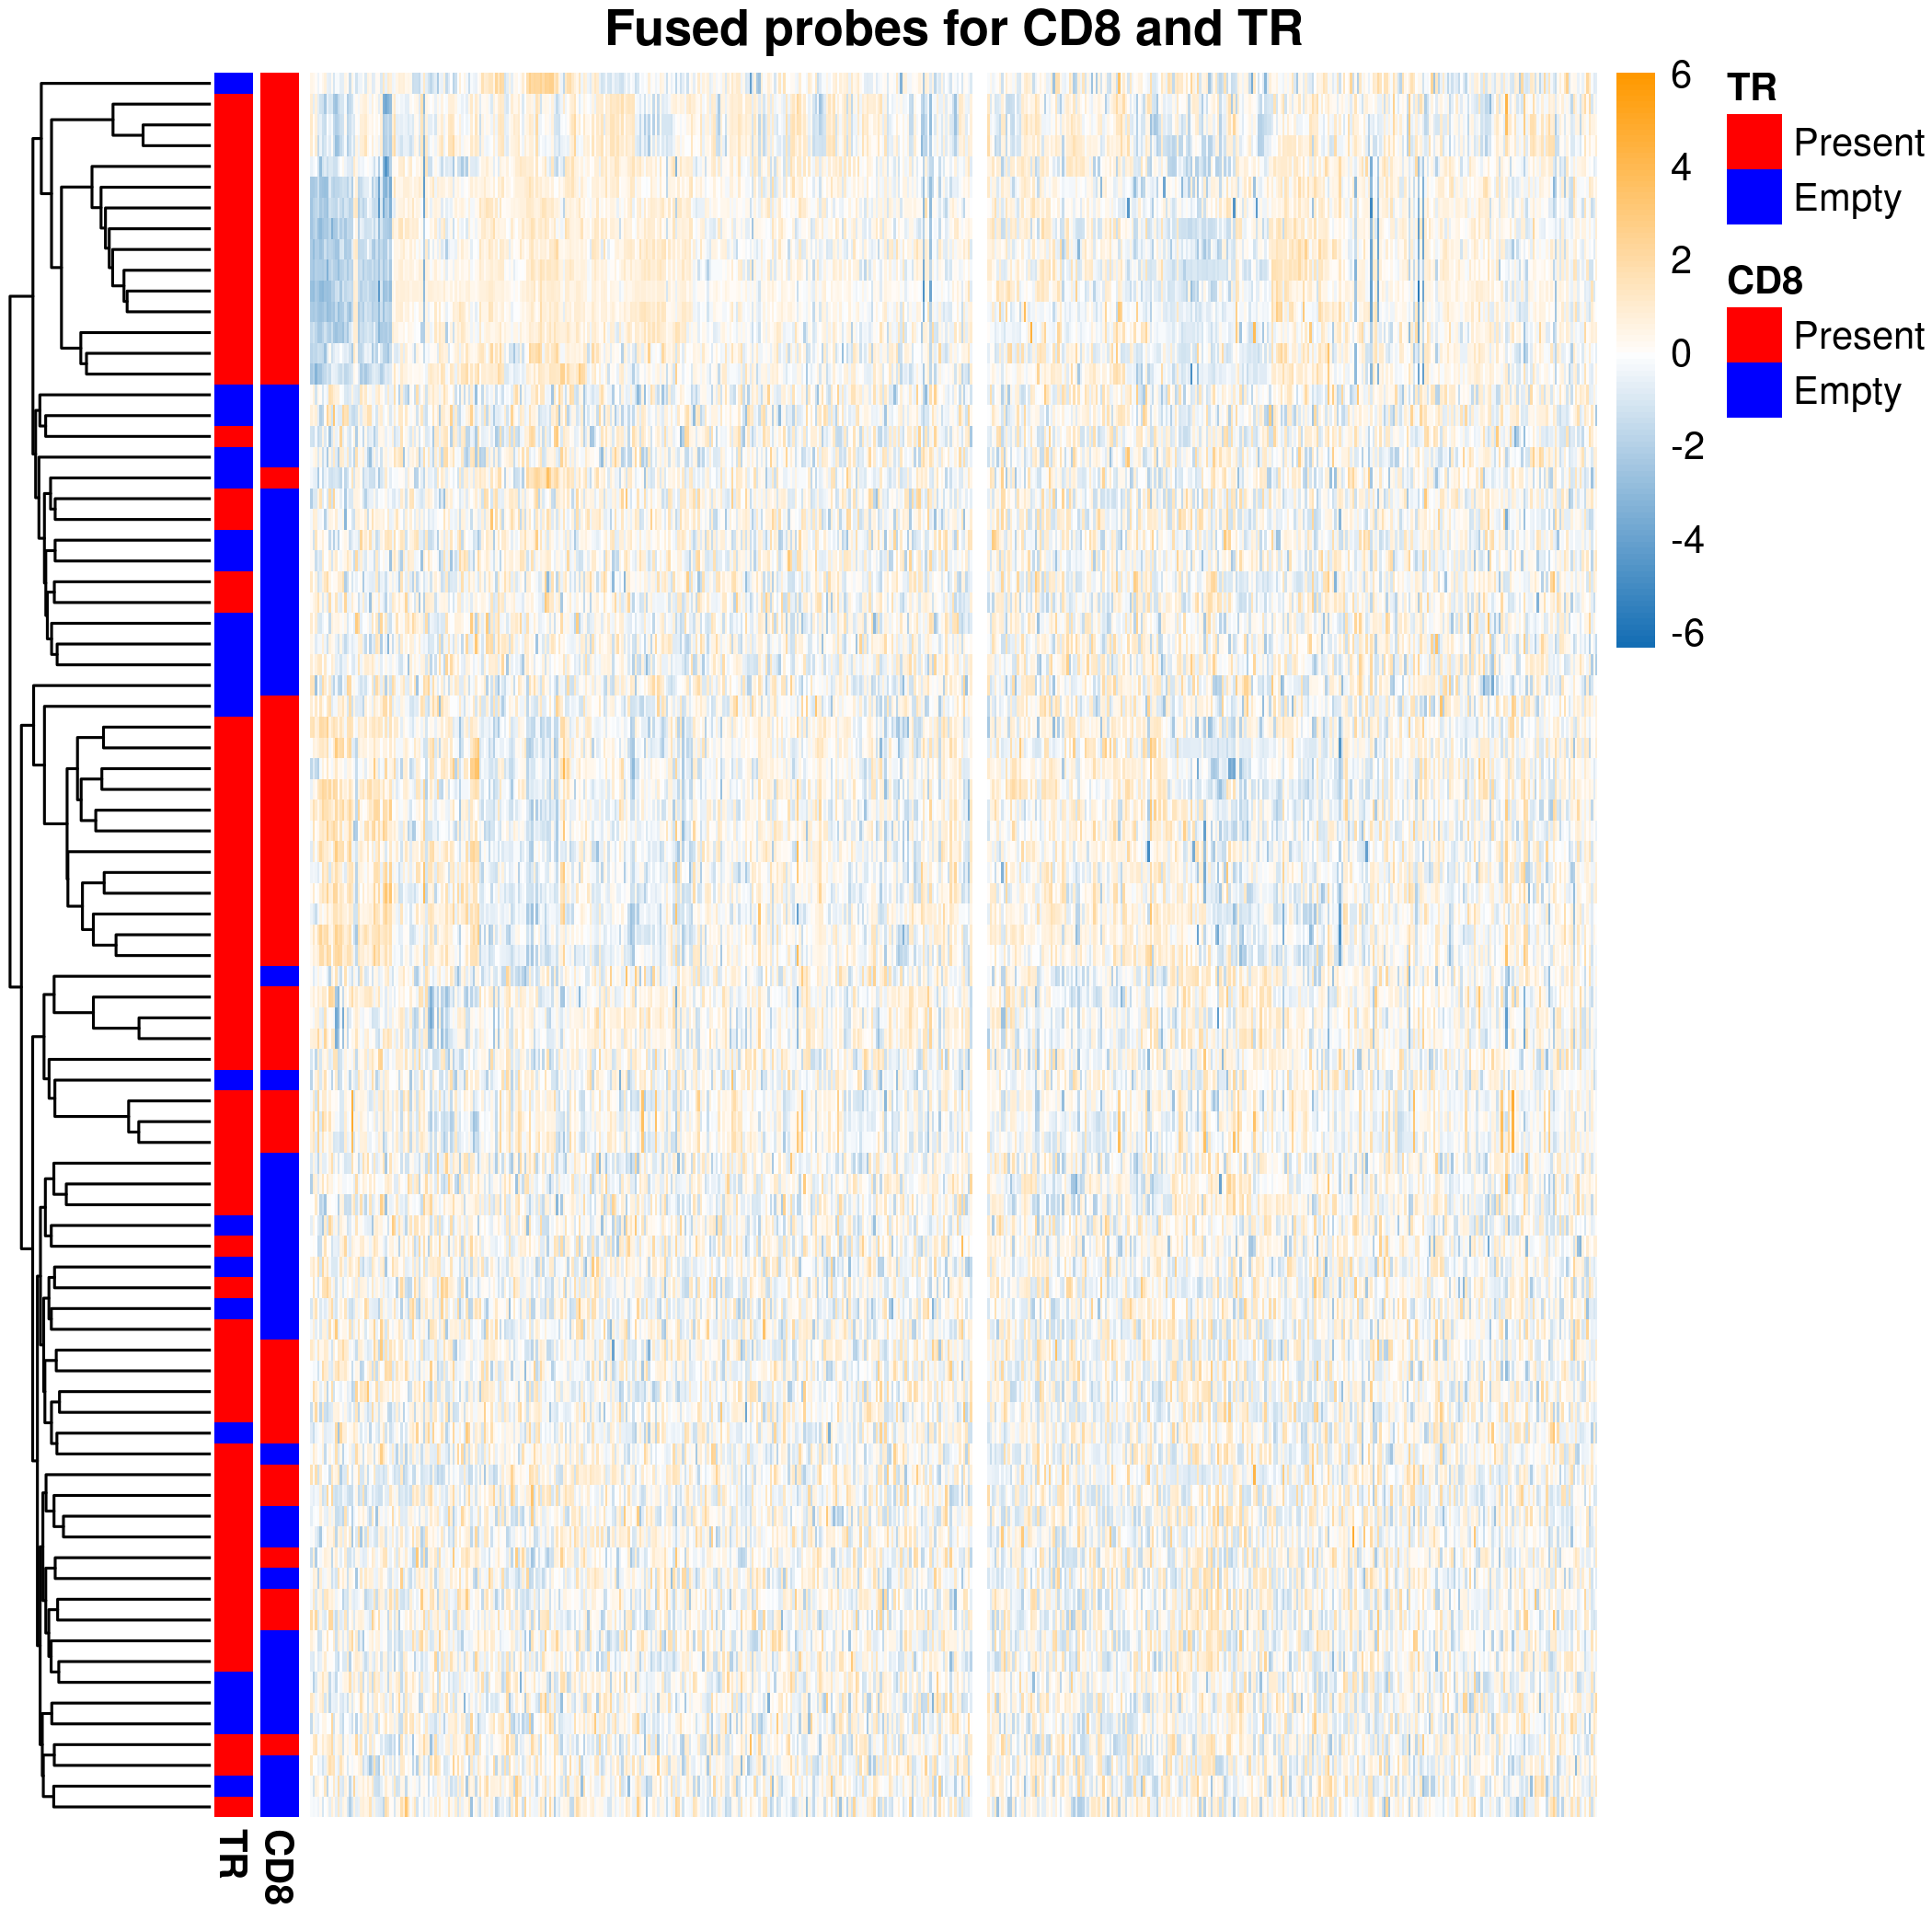 Fused probes for CD8 and TR
6
4
2
0
-2
-4
-6
TR
Present
Empty
CD8
Present
Empty
TR
CD8